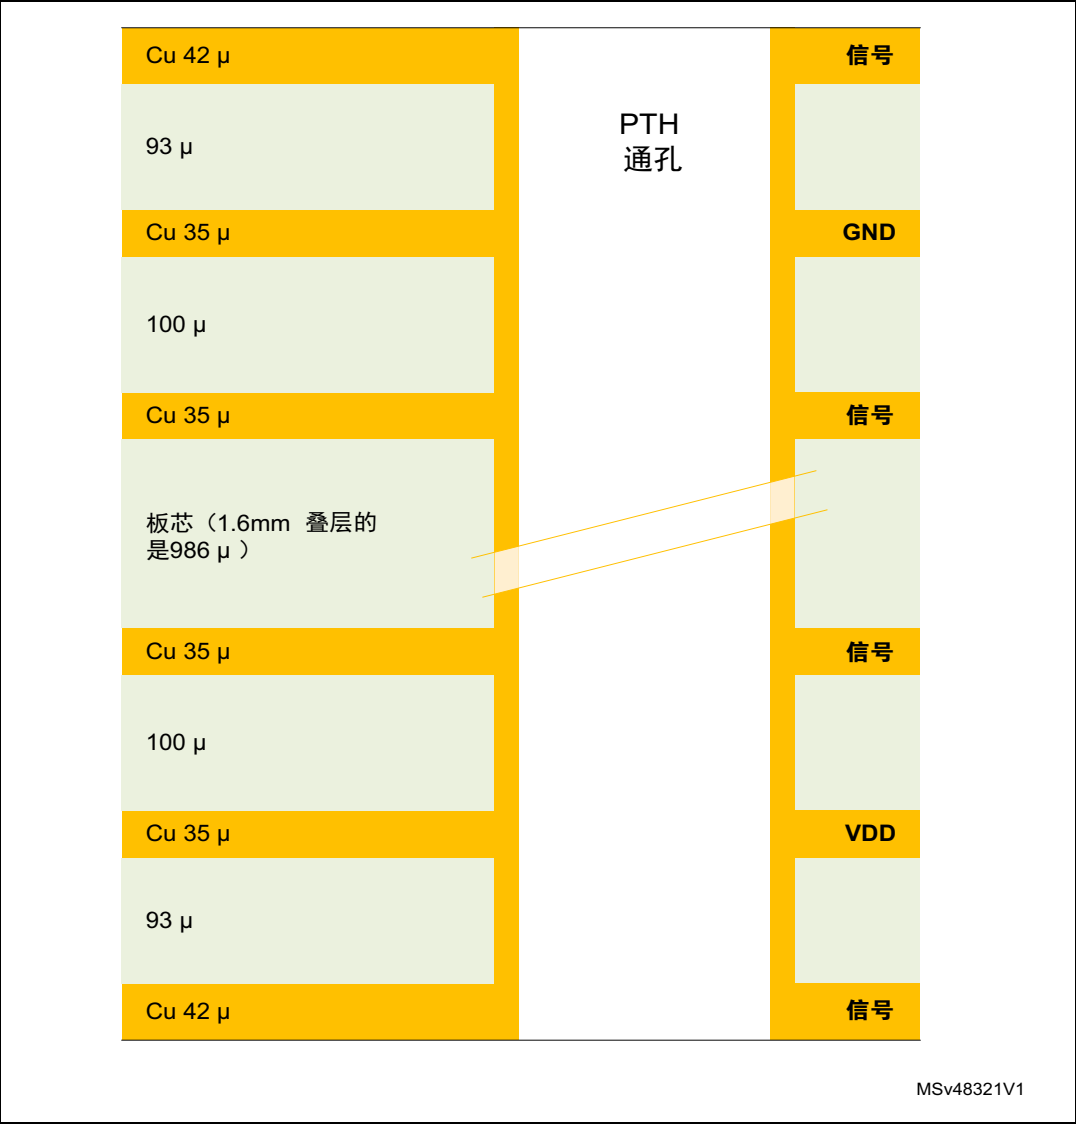 Cu 42 µ
信号
93 µ
PTH
通孔
Cu 35 µ
GND
100 µ
Cu 35 µ
信号
板芯（1.6mm 叠层的
是986 µ ）
Cu 35 µ
信号
100 µ
Cu 35 µ
VDD
93 µ
Cu 42 µ
信号
MSv48321V1